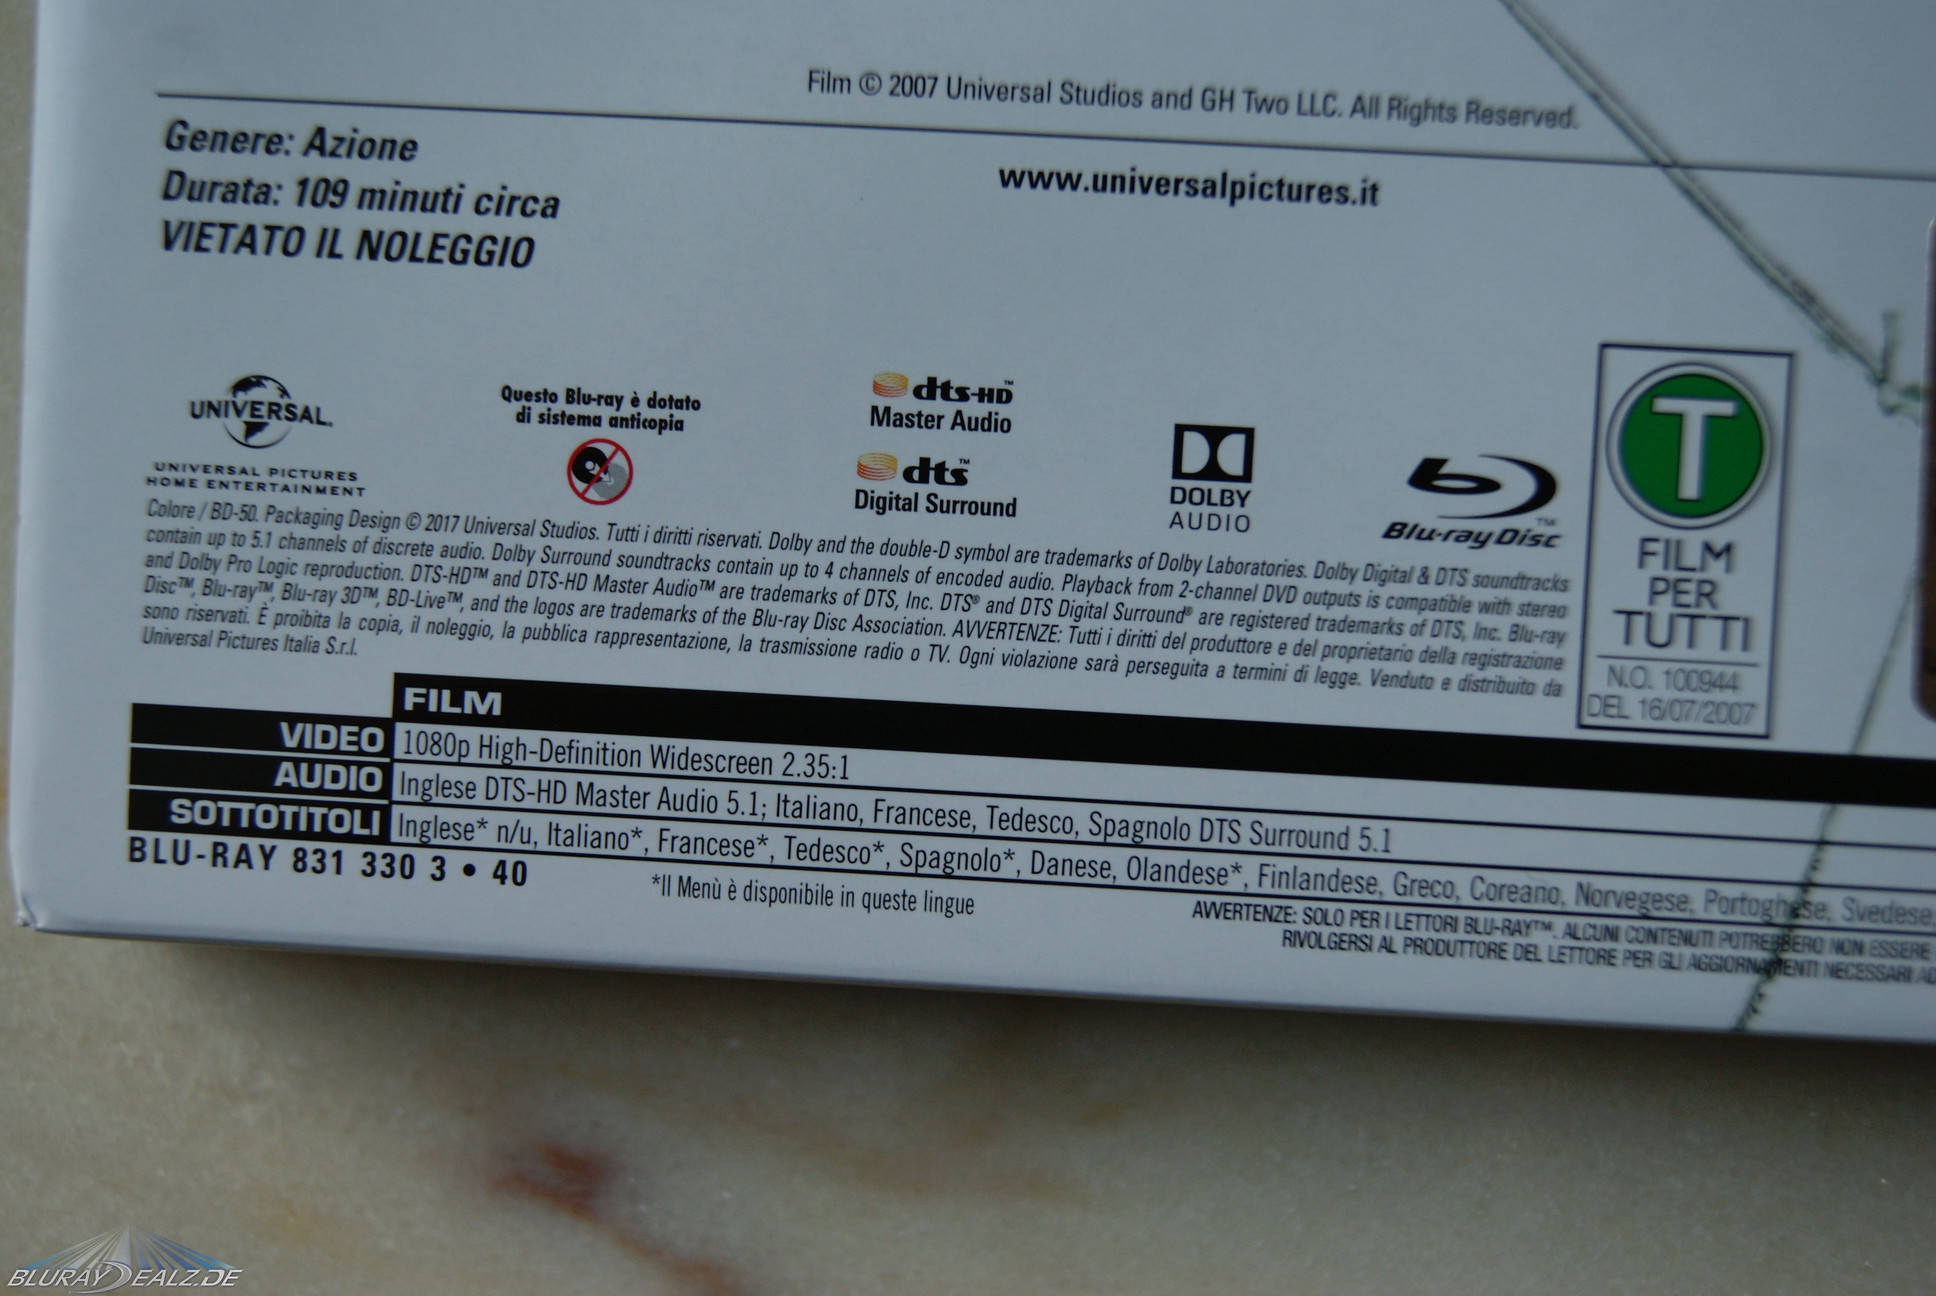 Film © 2007 Universal Studios and GH Two LLC. All Rights Reserved.
Genere: Azione
Durata: 109 minuti circa
VIETATO IL NOLEGGIO
www.universalpictures.it
UNIVERSAL
UNIVERSAL PICTURES
HOME ENTERTAINMENT
Questo Blu-ray è dotato
di sistema anticopia
dts-HD™
Master Audio
dts™
Digital Surround
DOLBY
AUDIO
Blu-ray Disc™
T
FILM
PER
TUTTI
N.O. 100944
DEL 16/07/2007
Colore / BD-50. Packaging Design © 2017 Universal Studios. Tutti i diritti riservati. Dolby and the double-D symbol are trademarks of Dolby Laboratories. Dolby Digital & DTS soundtracks
contain up to 5.1 channels of discrete audio. Dolby Surround soundtracks contain up to 4 channels of encoded audio. Playback from 2-channel DVD outputs is compatible with stereo
and Dolby Pro Logic reproduction. DTS-HD™ and DTS-HD Master Audio™ are trademarks of DTS, Inc. DTS® and DTS Digital Surround® are registered trademarks of DTS, Inc. Blu-ray
Disc™, Blu-ray™, Blu-ray 3D™, BD-Live™, and the logos are trademarks of the Blu-ray Disc Association. AVVERTENZE: Tutti i diritti del produttore e del proprietario della registrazione
sono riservati. È proibita la copia, il noleggio, la pubblica rappresentazione, la trasmissione radio o TV. Ogni violazione sarà perseguita a termini di legge. Venduto e distribuito da
Universal Pictures Italia S.r.l.
FILM
VIDEO 1080p High-Definition Widescreen 2.35:1
AUDIO Inglese DTS-HD Master Audio 5.1; Italiano, Francese, Tedesco, Spagnolo DTS Surround 5.1
SOTTOTITOLI Inglese* n/u, Italiano*, Francese*, Tedesco*, Spagnolo*, Danese, Olandese*, Finlandese, Greco, Coreano, Norvegese, Portoghese, Svedese,
BLU-RAY 831 330 3 • 40
*Il Menù è disponibile in queste lingue
AVVERTENZE: SOLO PER I LETTORI BLU-RAY™. ALCUNI CONTENUTI POTREBBERO NON ESSERE
RIVOLGERSI AL PRODUTTORE DEL LETTORE PER GLI AGGIORNAMENTI NECESSARI AD
BLURAYDEALZ.DE